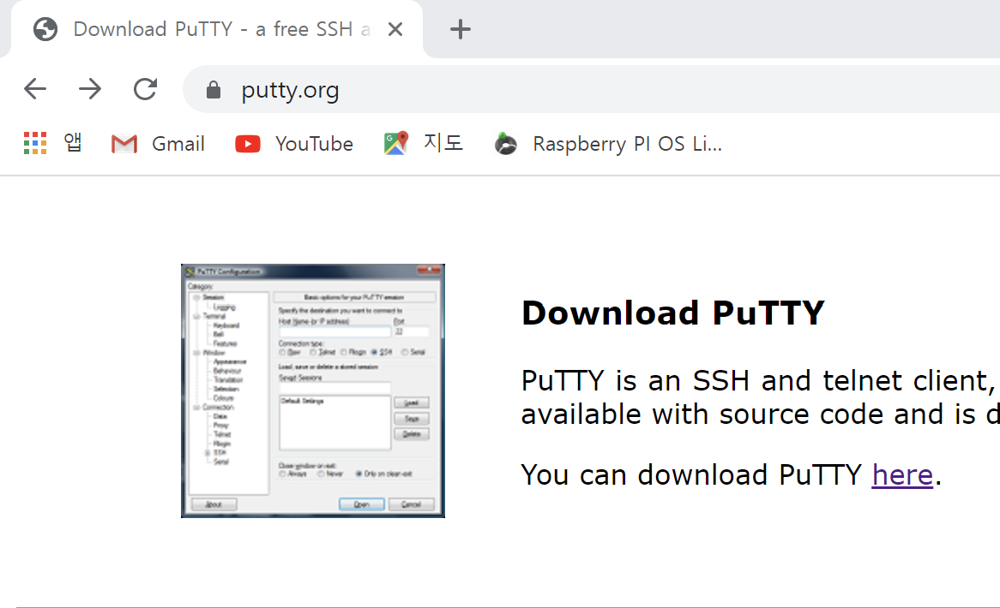 Download PuTTY - a free SSH a
putty.org
앱 Gmail YouTube 지도 Raspberry PI OS Li...
PuTTY Configuration
Category:
Session
Logging
Terminal
Keyboard
Bell
Features
Window
Appearance
Behaviour
Translation
Selection
Colours
Connection
Data
Proxy
Telnet
Rlogin
SSH
Serial
Basic options for your PuTTY session
Specify the destination you want to connect to
Host Name (or IP address) Port
22
Connection type:
Raw Telnet Rlogin SSH Serial
Load, save or delete a stored session
Saved Sessions
Default Settings
Load
Save
Delete
Close window on exit:
Always Never Only on clean exit
About Open Cancel
Download PuTTY
PuTTY is an SSH and telnet client,
available with source code and is d
You can download PuTTY here.